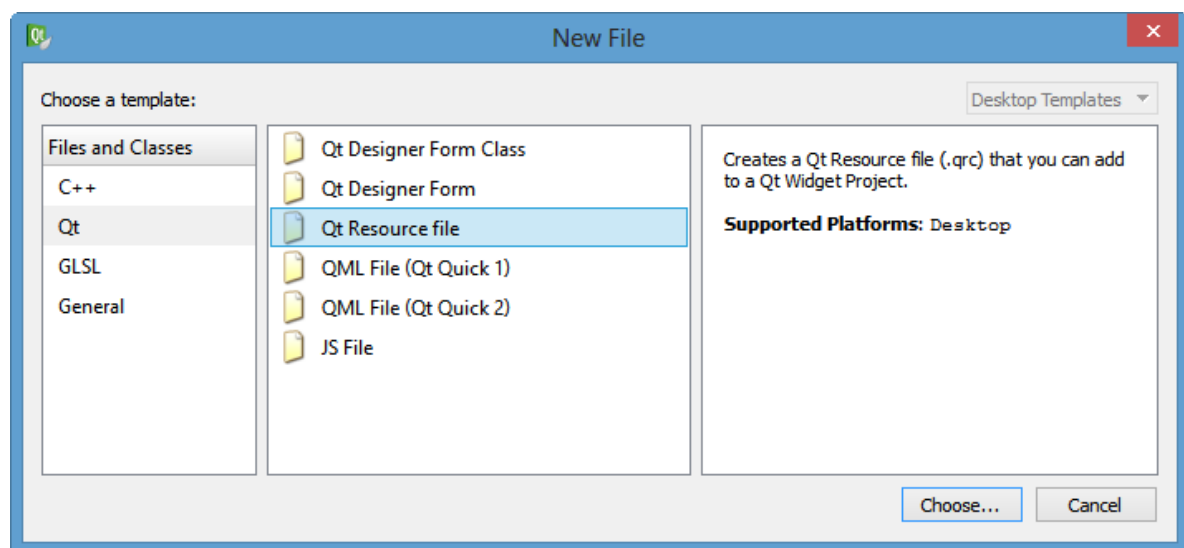 Qt
New File
Choose a template:
Desktop Templates
Files and Classes
C++
Qt
GLSL
General
Qt Designer Form Class
Qt Designer Form
Qt Resource file
QML File (Qt Quick 1)
QML File (Qt Quick 2)
JS File
Creates a Qt Resource file (.qrc) that you can add
to a Qt Widget Project.
Supported Platforms: Desktop
Choose...
Cancel